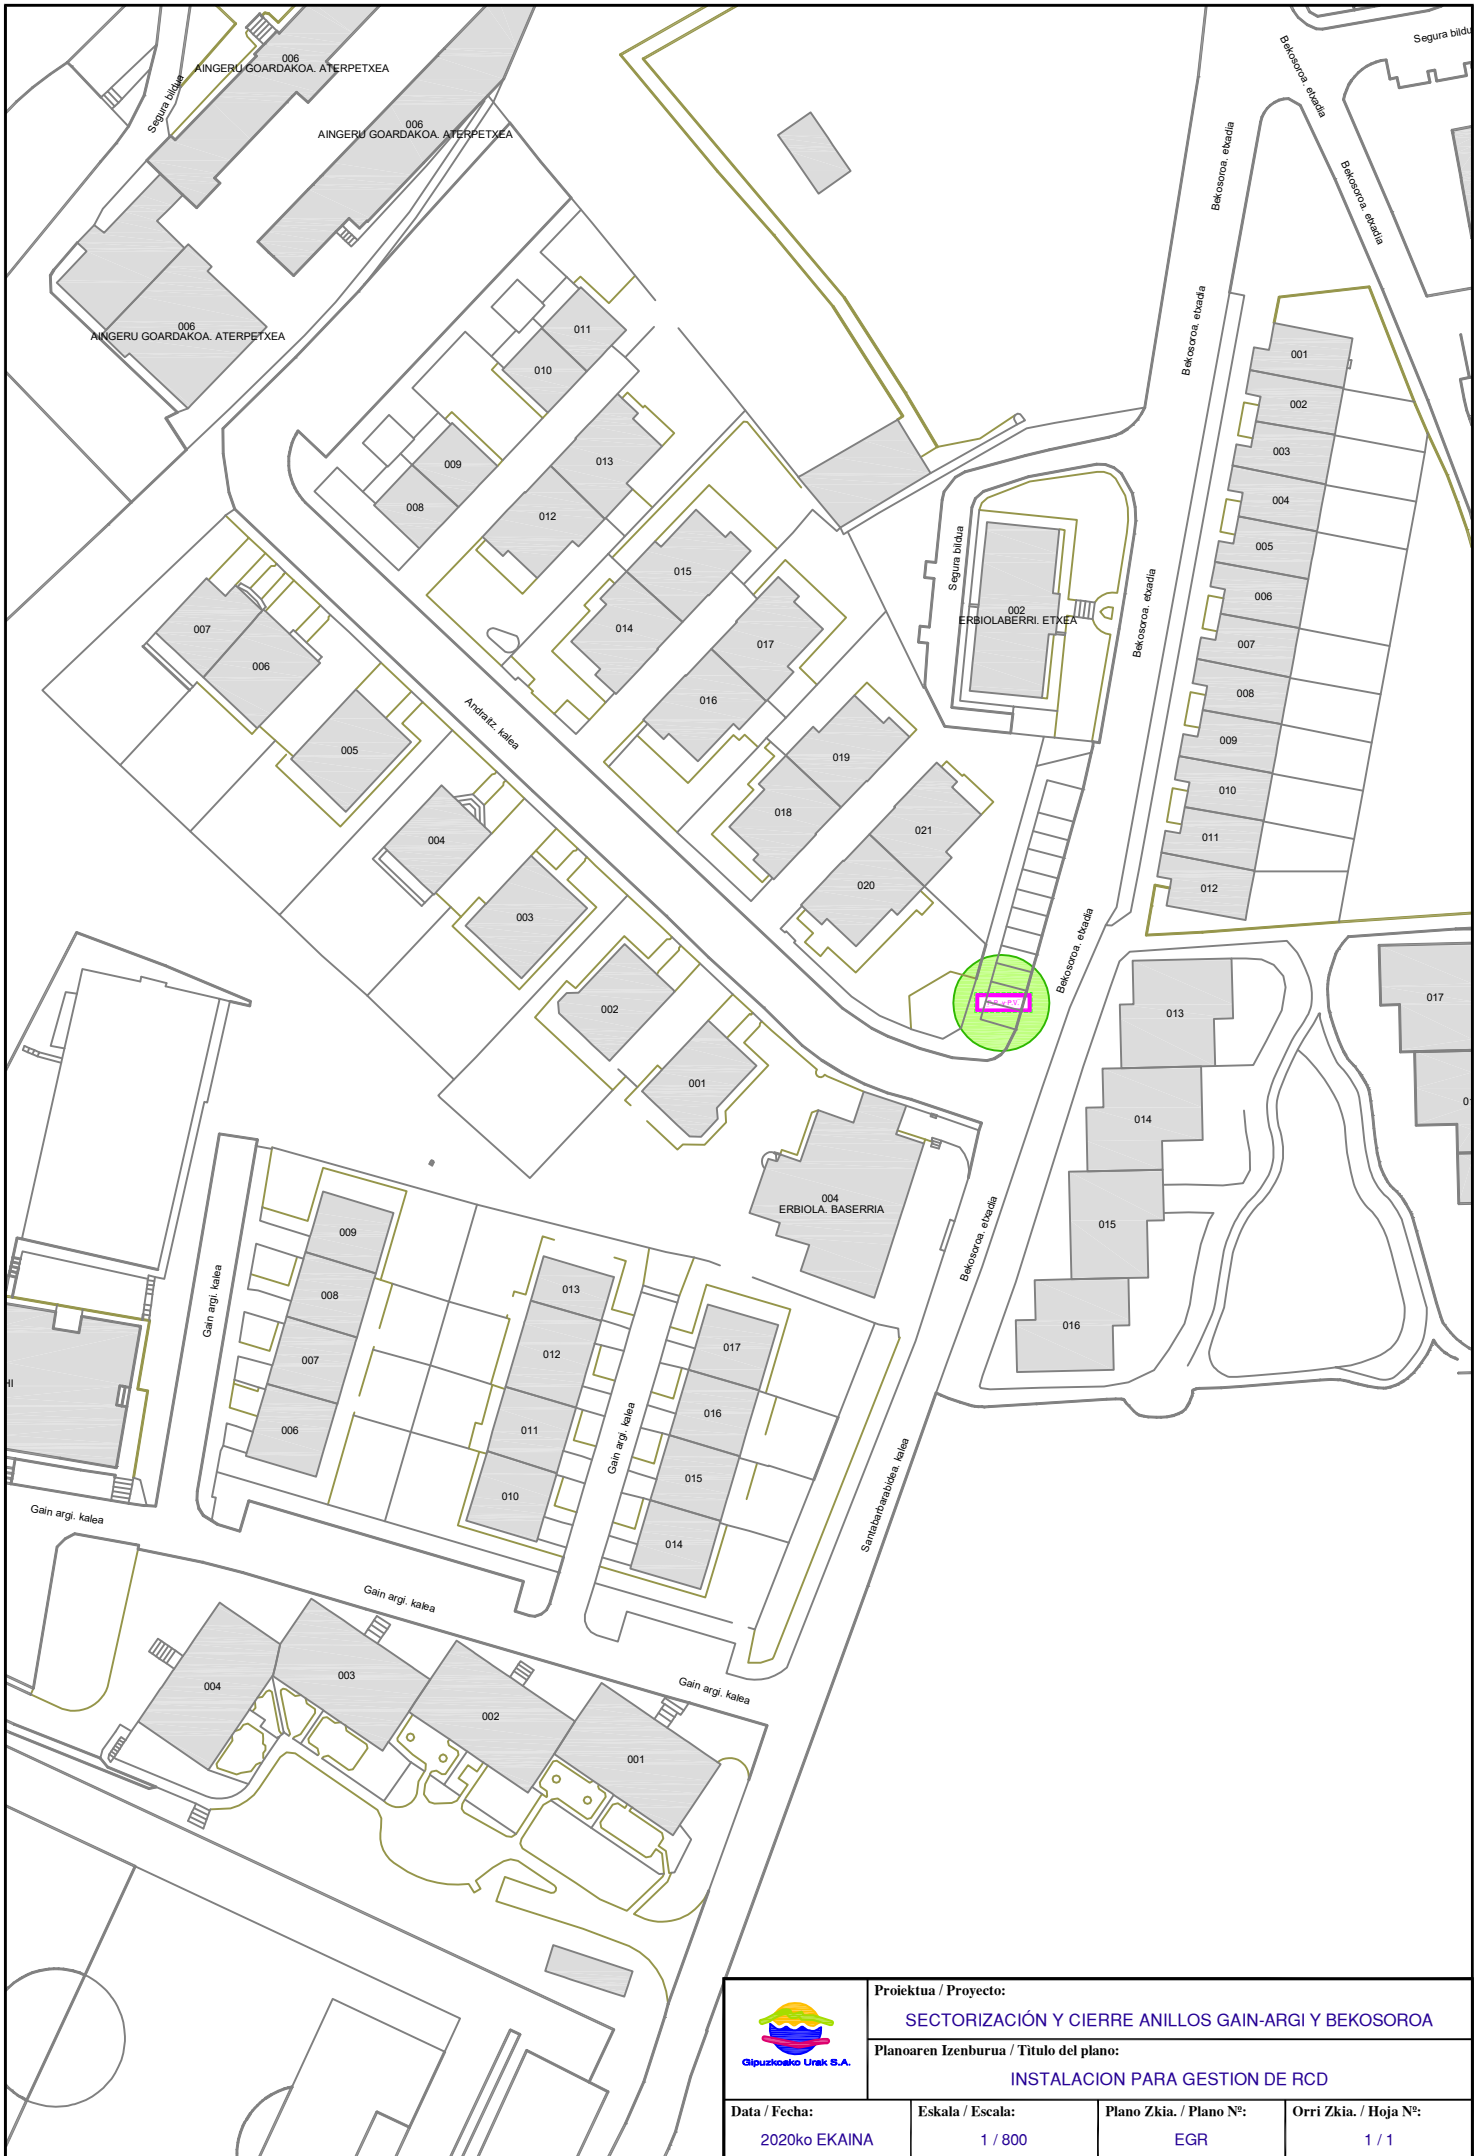 Segura bildua
006
AINGERU GOARDAKOA. ATERPETXEA
006
AINGERU GOARDAKOA. ATERPETXEA
006
AINGERU GOARDAKOA. ATERPETXEA
Bekosoroa. etxadia
Bekosoroa. etxadia
Bekosoroa. etxadia
Bekosoroa. etxadia
Segura bildu
011
010
009
008
013
012
015
014
017
016
019
018
021
020
007
006
005
004
003
002
001
Andraitz. kalea
Segura bildua
002
ERBIOLABERRI. ETXEA
Bekosoroa. etxadia
Bekosoroa. etxadia
001
002
003
004
005
006
007
008
009
010
011
012
013
014
015
016
017
004
ERBIOLA. BASERRIA
Bekosoroa. etxadia
009
008
007
006
Gain argi. kalea
013
012
011
010
Gain argi. kalea
017
016
015
014
Santabarbarabidea. kalea
Gain argi. kalea
Gain argi. kalea
Gain argi. kalea
004
003
002
001
Gipuzkoako Urak S.A.
Proiektua / Proyecto:
SECTORIZACIÓN Y CIERRE ANILLOS GAIN-ARGI Y BEKOSOROA
Planoaren Izenburua / Título del plano:
INSTALACION PARA GESTION DE RCD
Data / Fecha:
2020ko EKAINA
Eskala / Escala:
1 / 800
Plano Zkia. / Plano Nº:
EGR
Orri Zkia. / Hoja Nº:
1 / 1